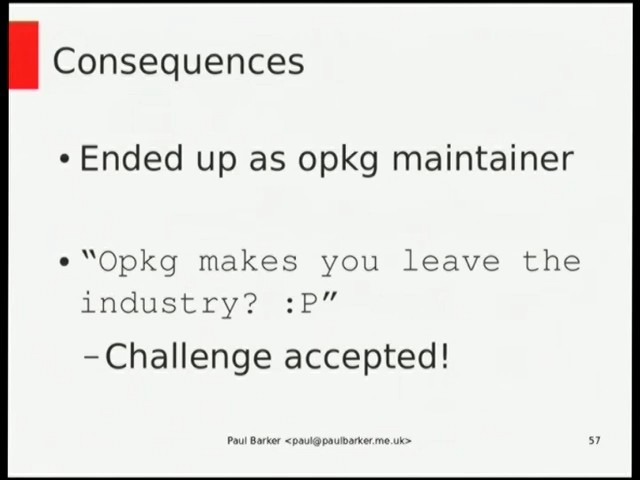 Consequences
• Ended up as opkg maintainer
• “Opkg makes you leave the
industry? :P”
– Challenge accepted!
Paul Barker <paul@paulbarker.me.uk>
57